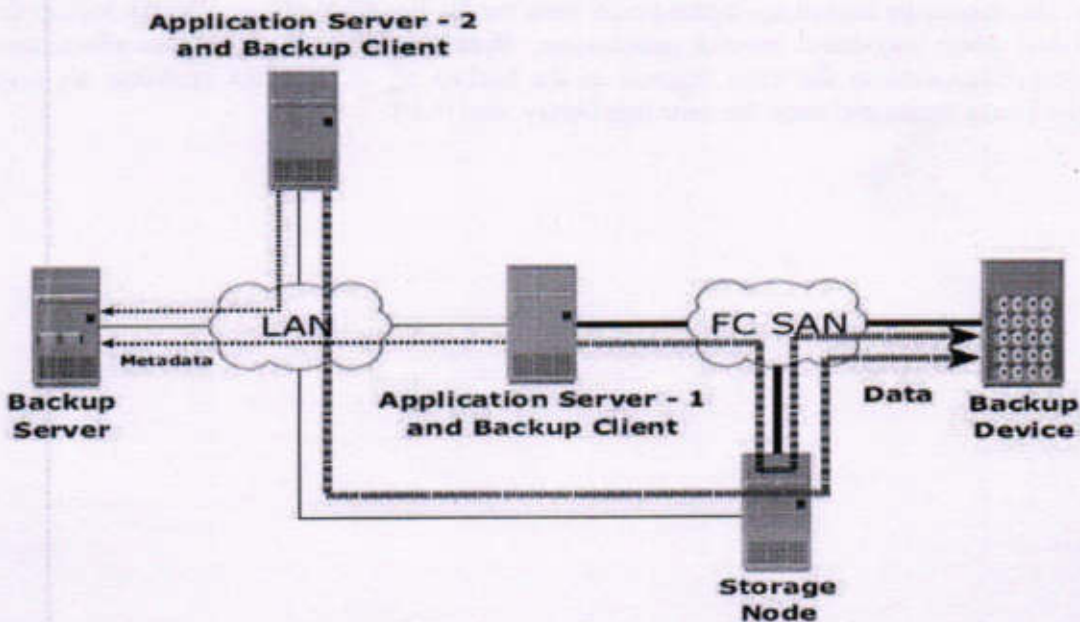 Application Server - 2
and Backup Client
LAN
FC SAN
Metadata
Data
Backup
Server
Application Server - 1
and Backup Client
Backup
Device
Storage
Node